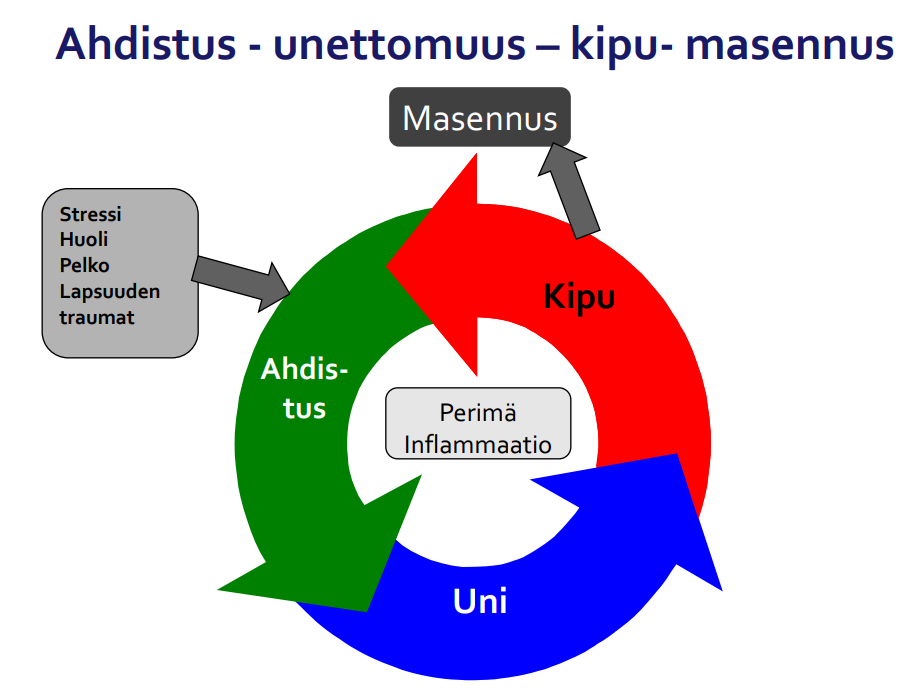 Ahdistus - unettomuus – kipu- masennus
Masennus
Stressi
Huoli
Pelko
Lapsuuden
traumat
Kipu
Ahdis-
tus
Perimä
Inflammaatio
Uni